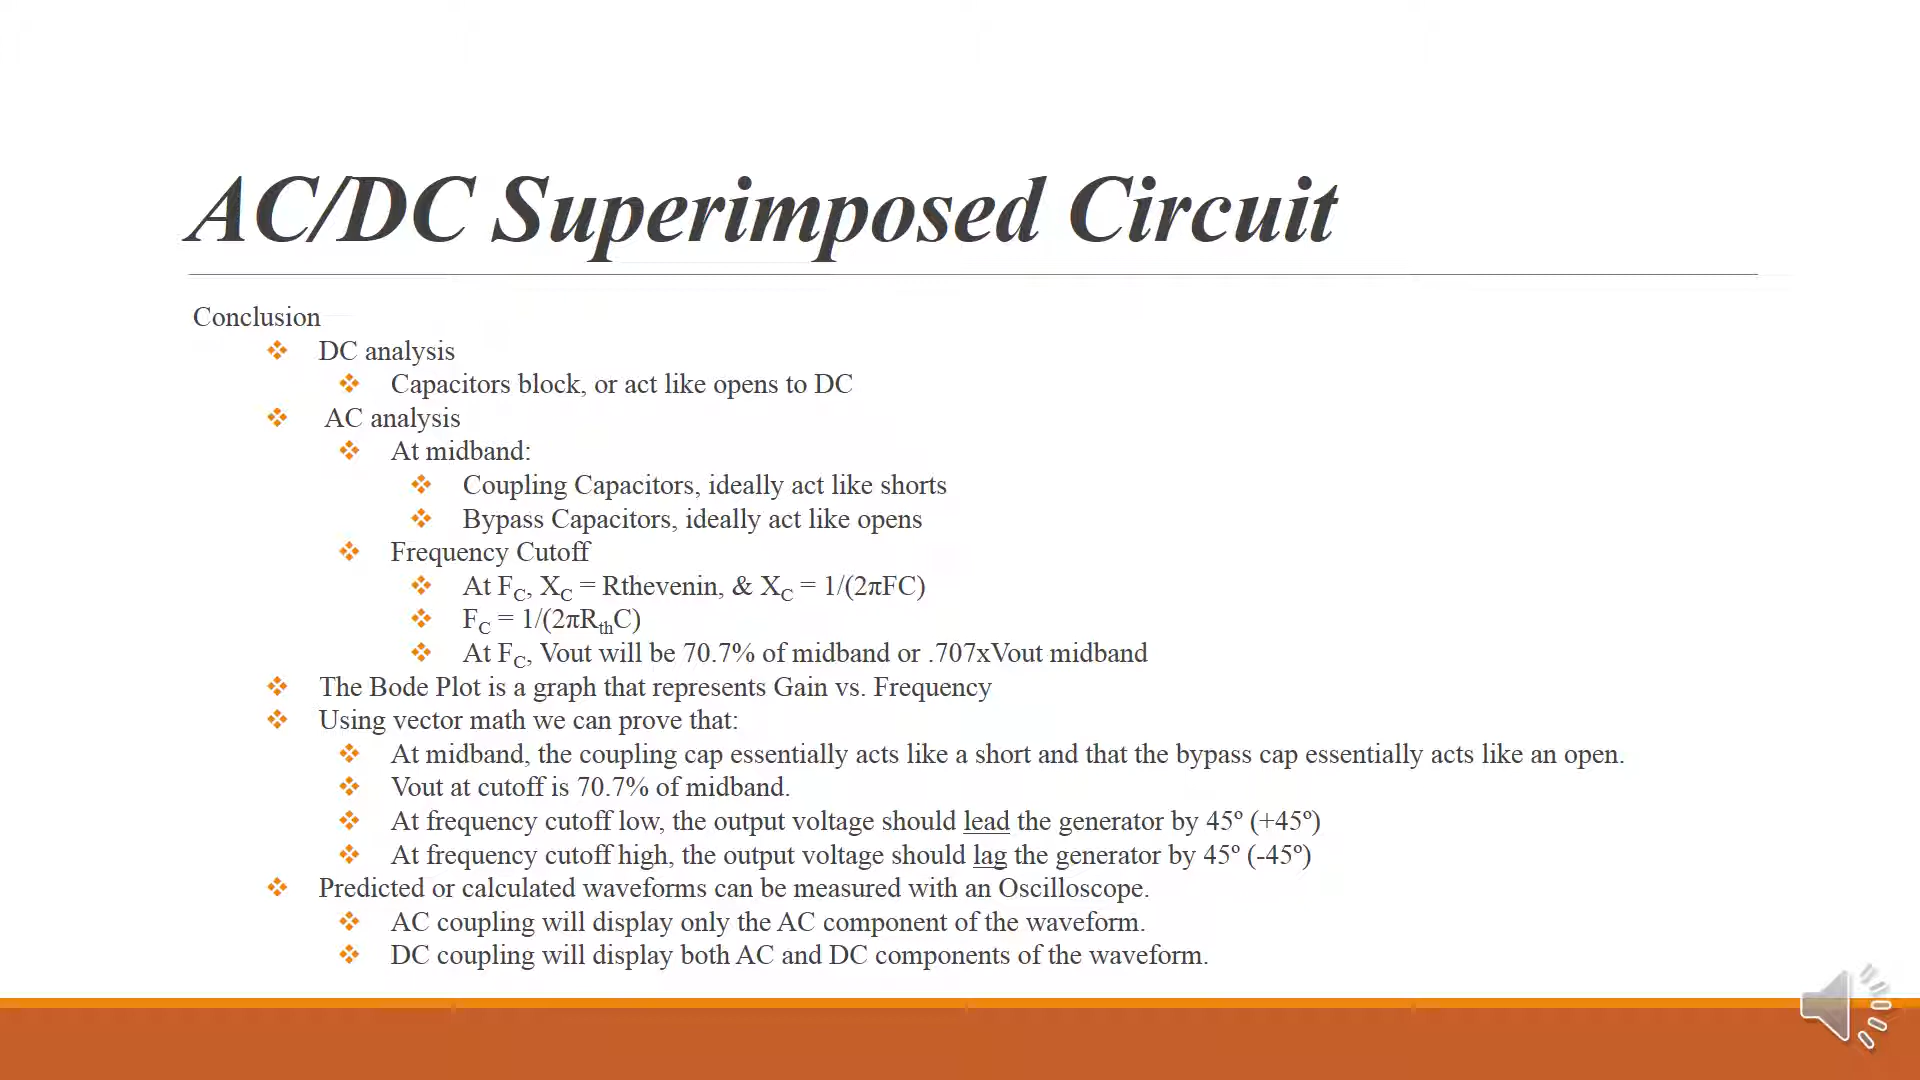 AC/DC Superimposed Circuit
Conclusion
❖ DC analysis
❖ Capacitors block, or act like opens to DC
❖ AC analysis
❖ At midband:
❖ Coupling Capacitors, ideally act like shorts
❖ Bypass Capacitors, ideally act like opens
❖ Frequency Cutoff
❖ At F_C, X_C = Rthevenin, & X_C = 1/(2πFC)
❖ F_C = 1/(2πR_thC)
❖ At F_C, Vout will be 70.7% of midband or .707xVout midband
❖ The Bode Plot is a graph that represents Gain vs. Frequency
❖ Using vector math we can prove that:
❖ At midband, the coupling cap essentially acts like a short and that the bypass cap essentially acts like an open.
❖ Vout at cutoff is 70.7% of midband.
❖ At frequency cutoff low, the output voltage should lead the generator by 45º (+45º)
❖ At frequency cutoff high, the output voltage should lag the generator by 45º (-45º)
❖ Predicted or calculated waveforms can be measured with an Oscilloscope.
❖ AC coupling will display only the AC component of the waveform.
❖ DC coupling will display both AC and DC components of the waveform.